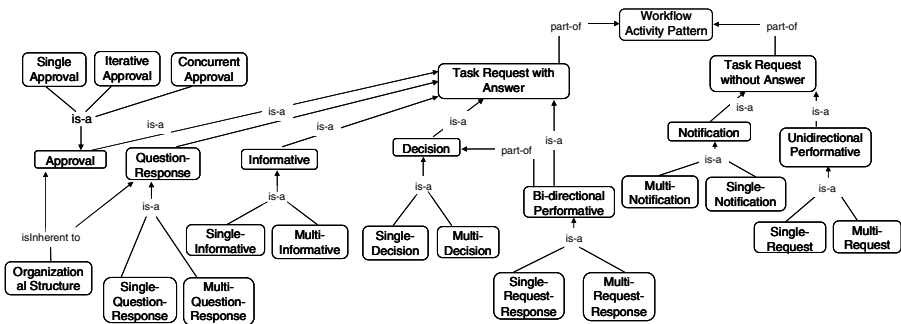 Workflow
Activity Pattern
part-of
part-of
Single
Approval
Iterative
Approval
Concurrent
Approval
Task Request with
Answer
Task Request
without Answer
is-a
is-a
is-a
is-a
is-a
is-a
is-a
Approval
Question-
Response
Informative
Decision
part-of
Notification
Unidirectional
Performative
is-a
is-a
is-a
is-a
is-a
Multi-
Notification
Single-
Notification
Bi-directional
Performative
isInherent to
Single-
Informative
Multi-
Informative
Single-
Decision
Multi-
Decision
is-a
Single-
Request
Multi-
Request
Organization
al Structure
Single-
Question-
Response
Multi-
Question-
Response
Single-
Request-
Response
Multi-
Request-
Response